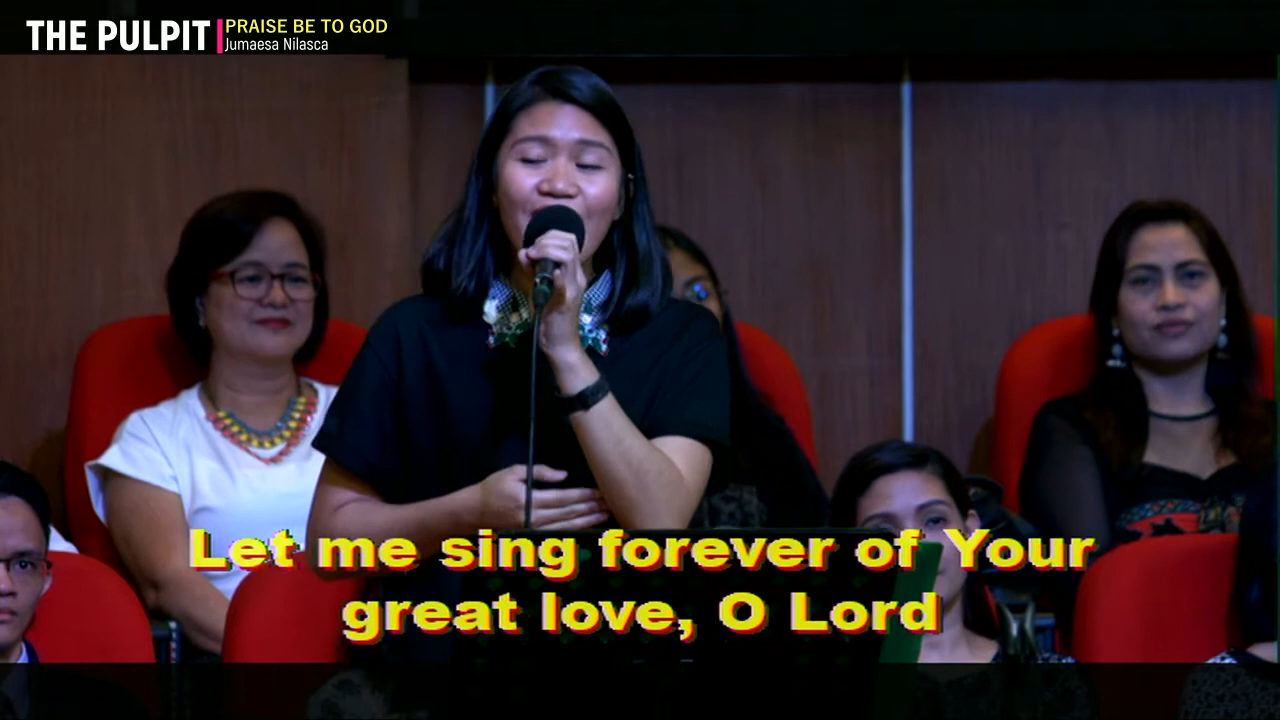 THE PULPIT
PRAISE BE TO GOD
Jumaesa Nilasca
Let me sing forever of Your
great love, O Lord